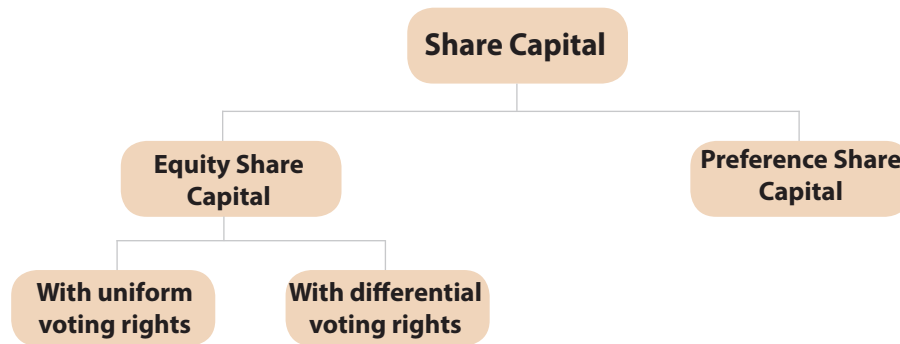 Share Capital
Equity Share
Capital
Preference Share
Capital
With uniform
voting rights
With differential
voting rights